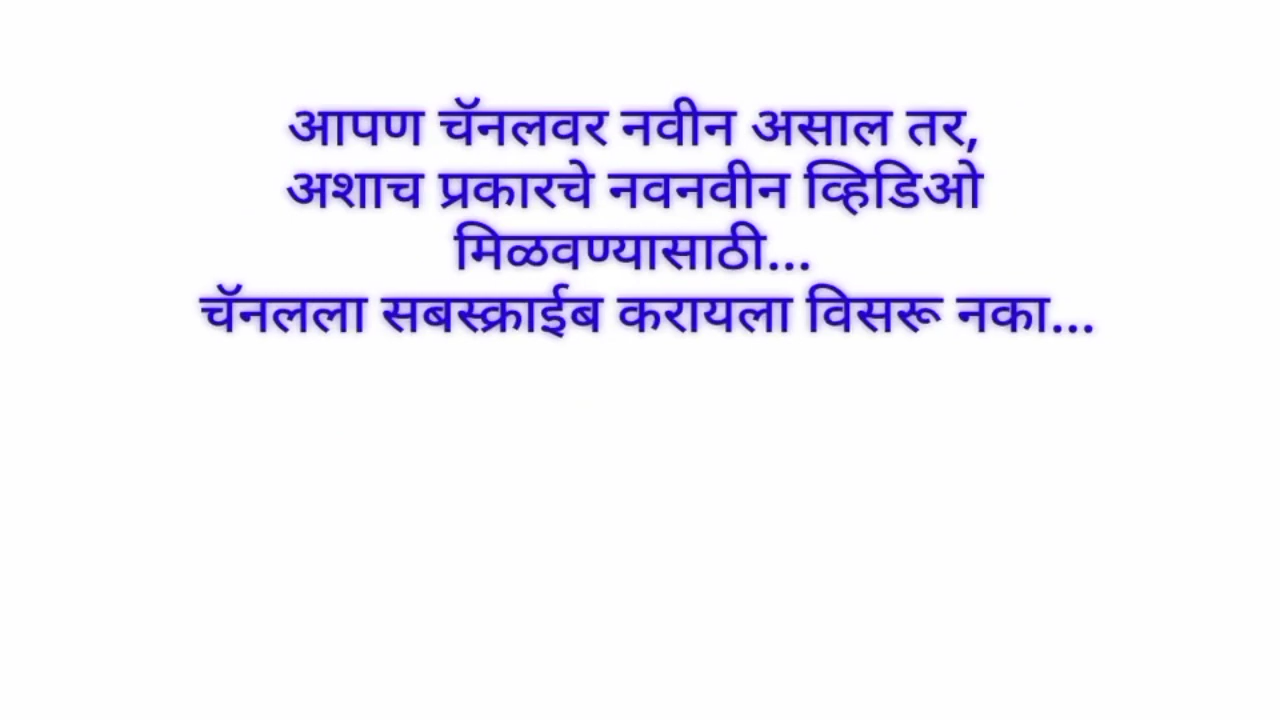 आपण चॅनलवर नवीन असाल तर,
अशाच प्रकारचे नवनवीन व्हिडिओ
मिळवण्यासाठी...
चॅनलला सबस्क्राईब करायला विसरू नका...